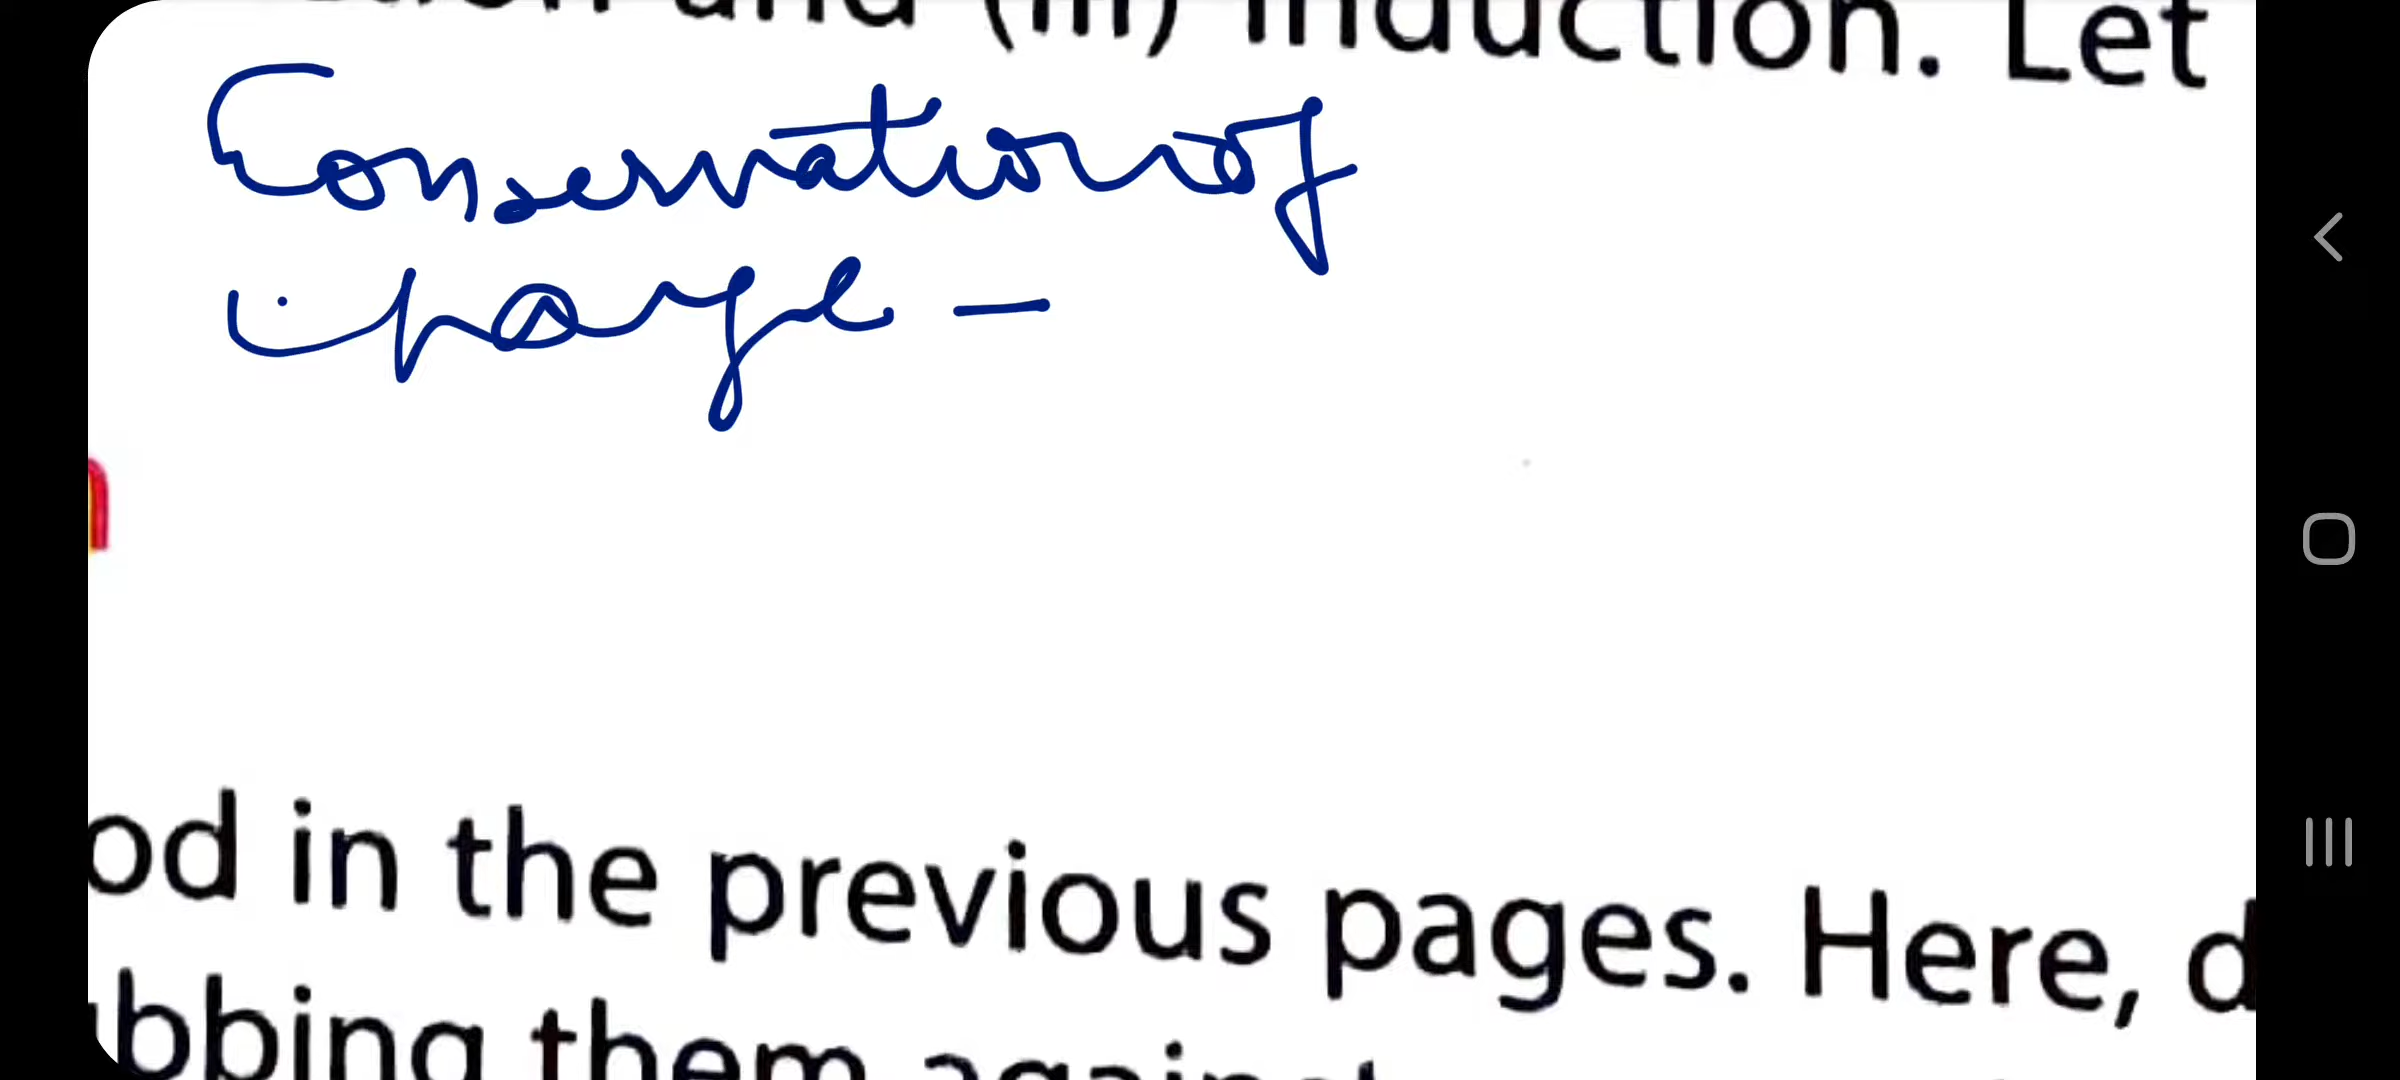 and (iii) induction. Let
Conservation of
charge -
od in the previous pages. Here, d
bbing them against